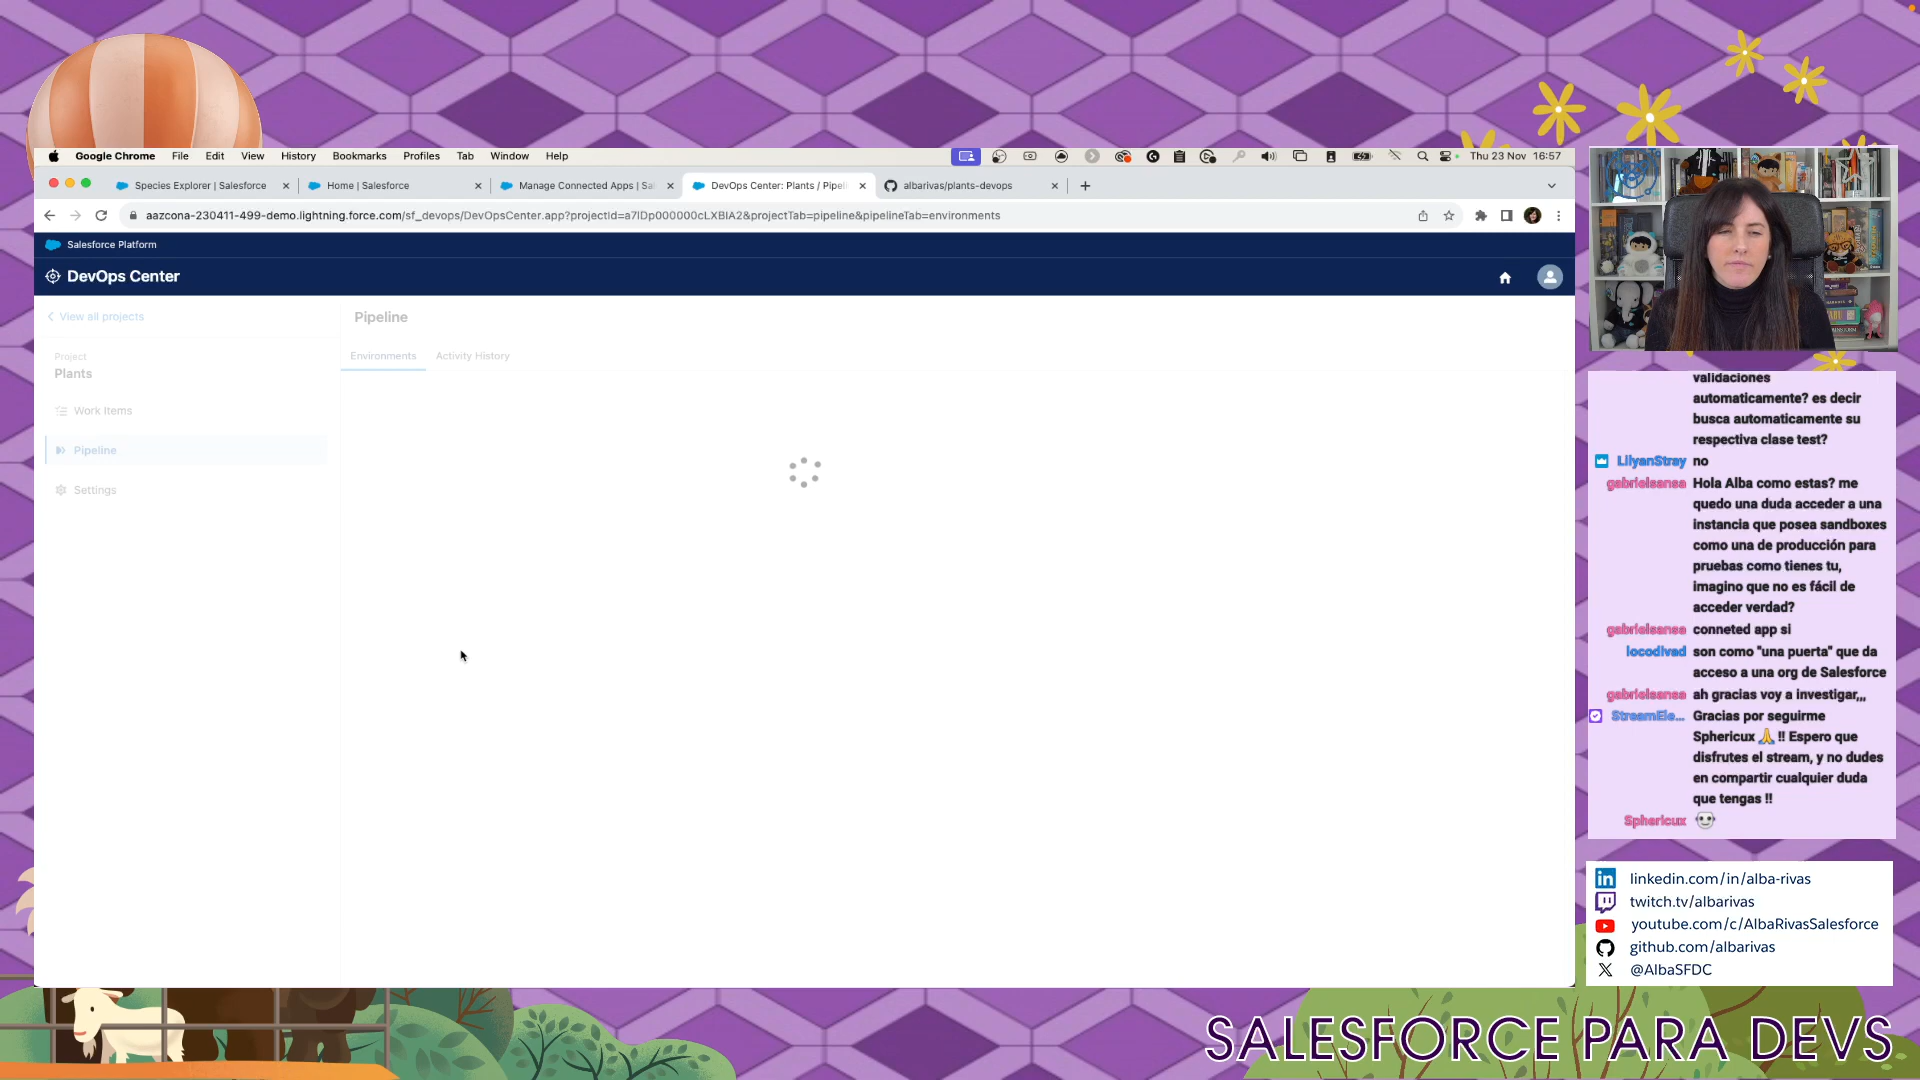 Google Chrome File Edit View History Bookmarks Profiles Tab Window Help Thu 23 Nov 16:57
Species Explorer | Salesforce
Home | Salesforce
Manage Connected Apps | Sa
DevOps Center: Plants / Pipeli
albarivas/plants-devops
aazcona-230411-499-demo.lightning.force.com/sf_devops/DevOpsCenter.app?projectId=a7IDp000000cLXBIA2&projectTab=pipeline&pipelineTab=environments
Salesforce Platform
DevOps Center
View all projects
Project
Plants
Work Items
Pipeline
Settings
Pipeline
Environments Activity History
validaciones
automaticamente? es decir
busca automaticamente su
respectiva clase test?
LilyanStray no
gabrielsansa Hola Alba como estas? me
quedo una duda acceder a una
instancia que posea sandboxes
como una de producción para
pruebas como tienes tu,
imagino que no es fácil de
acceder verdad?
gabrielsansa conneted app si
locodivad son como "una puerta" que da
acceso a una org de Salesforce
gabrielsansa ah gracias voy a investigar,,,
StreamEle... Gracias por seguirme
Sphericux 🙏 !! Espero que
disfrutes el stream, y no dudes
en compartir cualquier duda
que tengas !!
Sphericux
linkedin.com/in/alba-rivas
twitch.tv/albarivas
youtube.com/c/AlbaRivasSalesforce
github.com/albarivas
@AlbaSFDC
SALESFORCE PARA DEVS